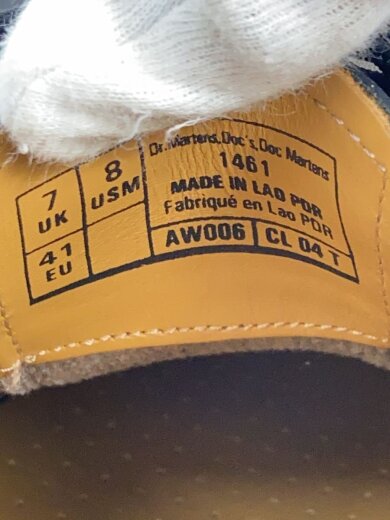 7
UK
8
USM
41
EU
Dr.Martens,Doc's,Doc Martens
1461
MADE IN LAO PDR
Fabriqué en Lao PDR
AW006
CL 04 T